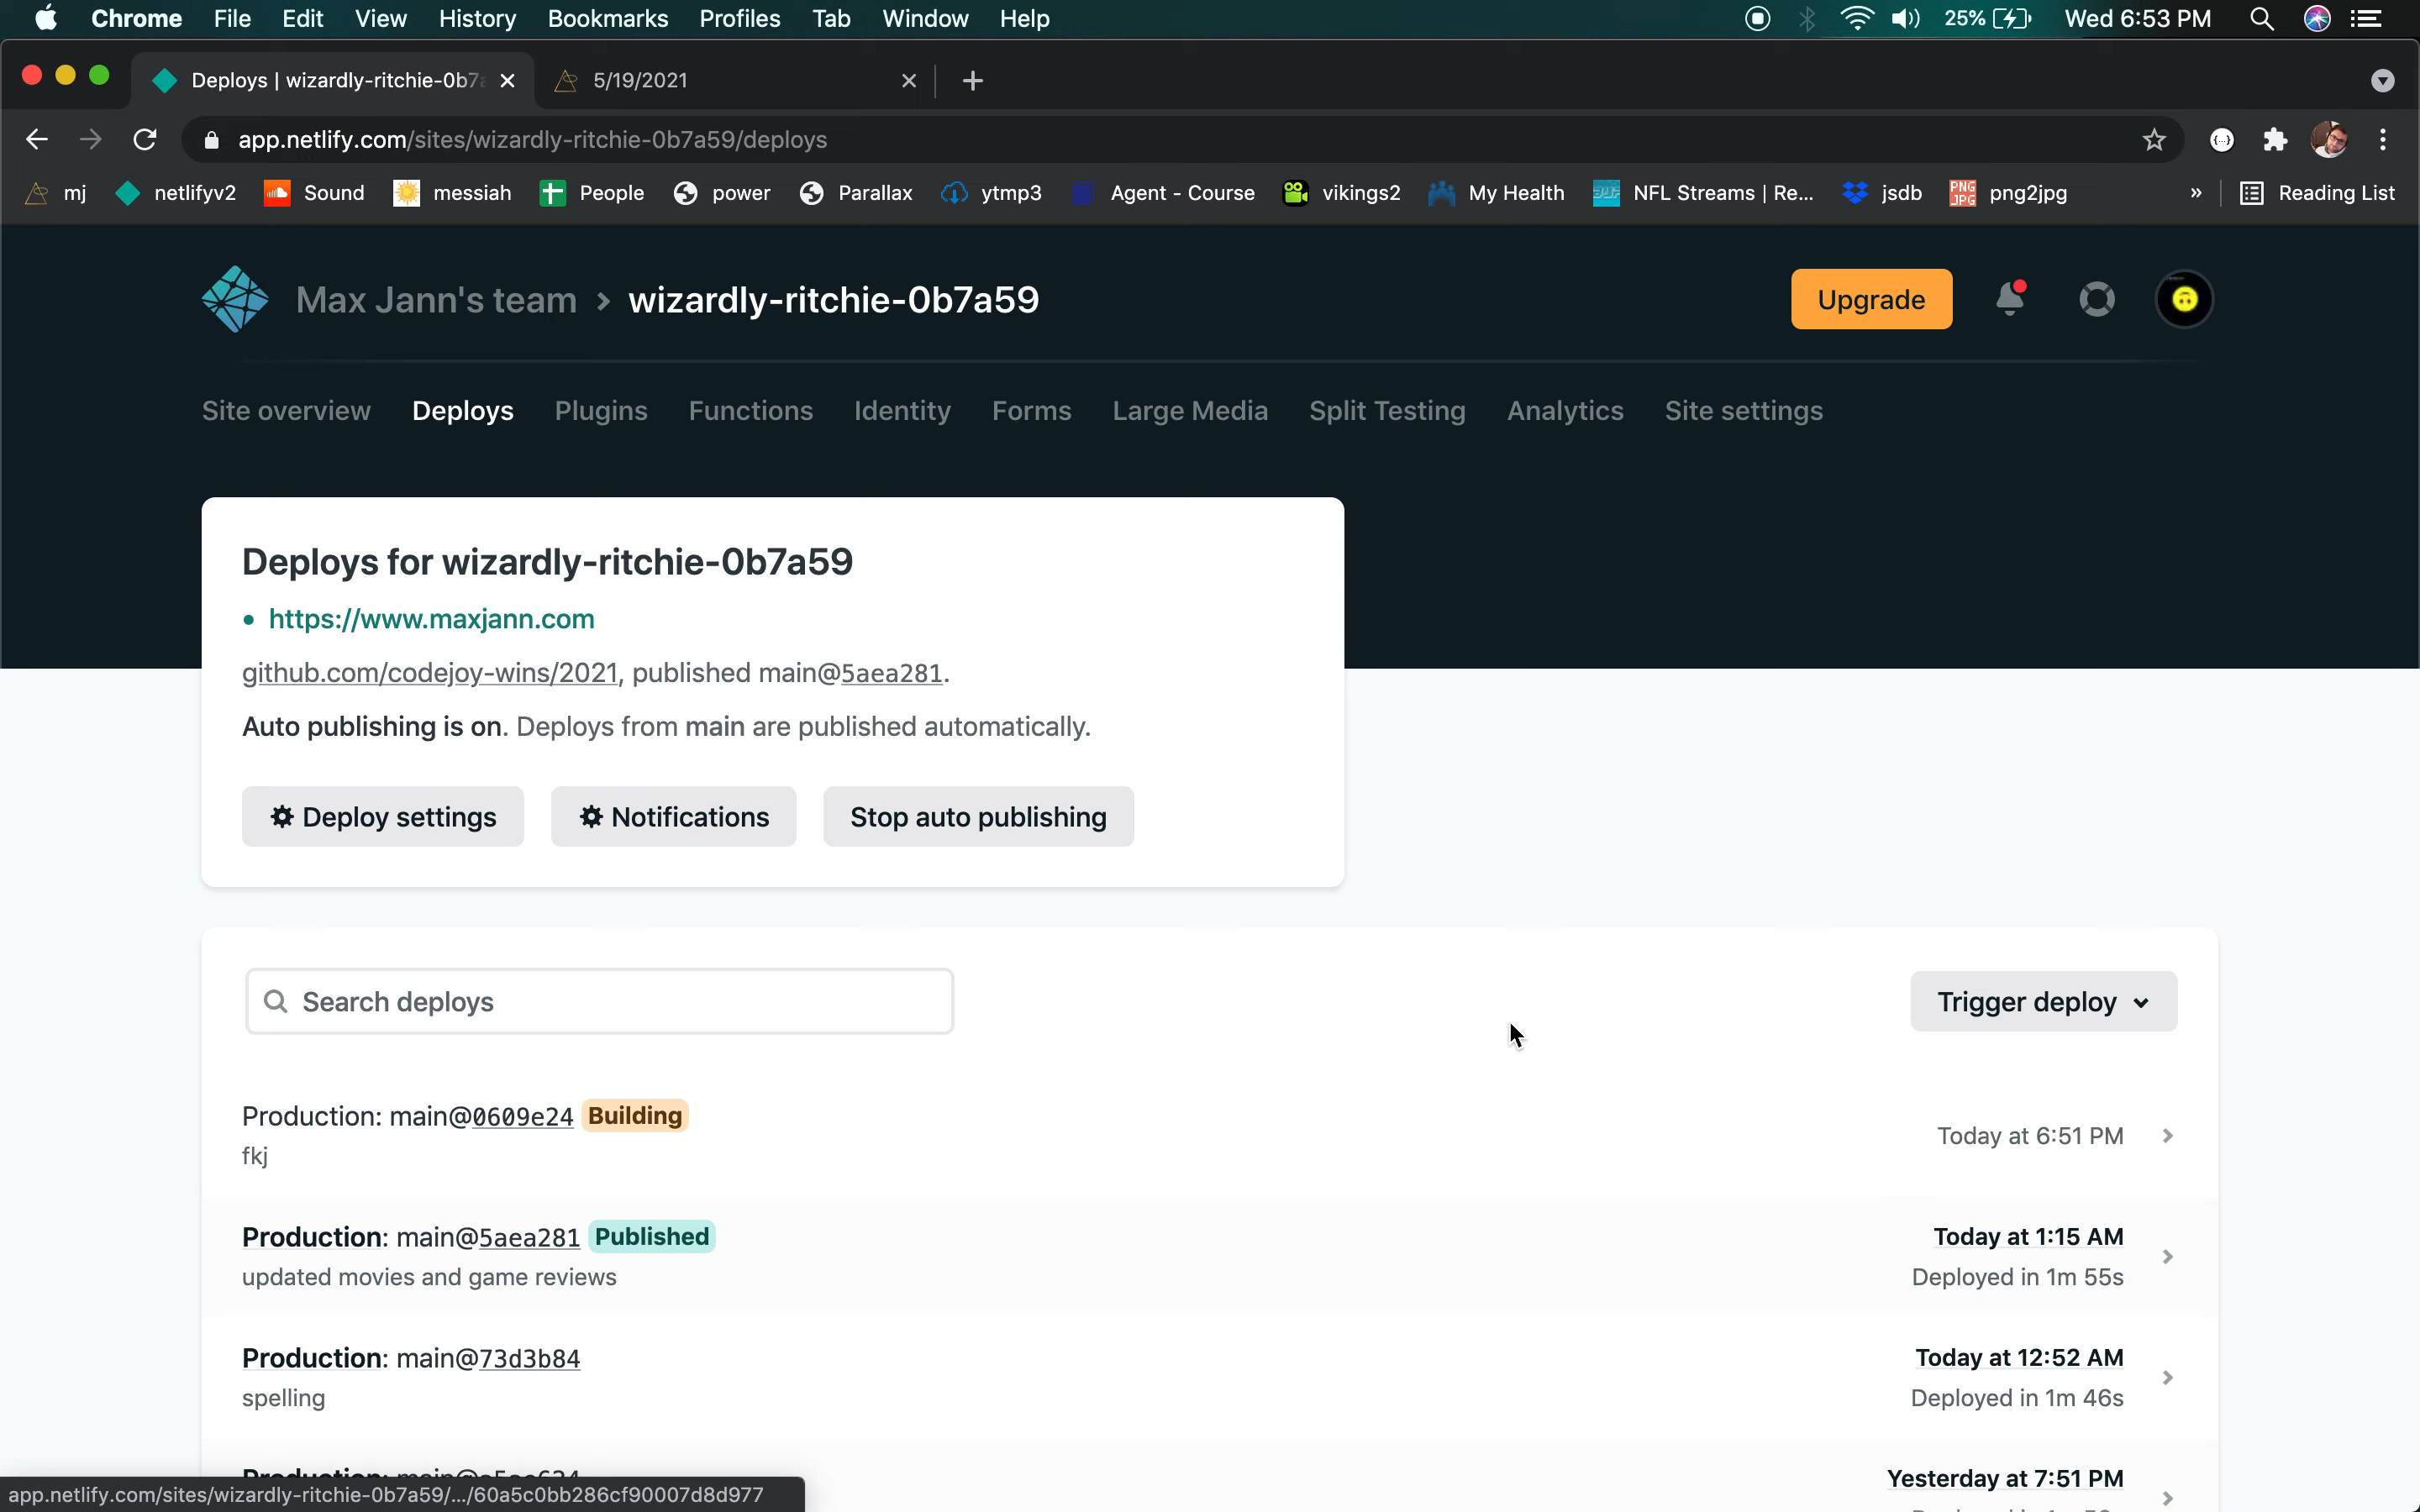 Chrome File Edit View History Bookmarks Profiles Tab Window Help 25% Wed 6:53 PM
Deploys | wizardly-ritchie-0b7a 5/19/2021
app.netlify.com/sites/wizardly-ritchie-0b7a59/deploys
mj netlifyv2 Sound messiah People power Parallax ytmp3 Agent - Course vikings2 My Health NFL Streams | Re... jsdb PNG JPG png2jpg » Reading List
Max Jann's team > wizardly-ritchie-0b7a59 Upgrade
Site overview Deploys Plugins Functions Identity Forms Large Media Split Testing Analytics Site settings
Deploys for wizardly-ritchie-0b7a59
• https://www.maxjann.com
github.com/codejoy-wins/2021, published main@5aea281.
Auto publishing is on. Deploys from main are published automatically.
Deploy settings Notifications Stop auto publishing
Search deploys Trigger deploy
Production: main@0609e24 Building
fkj
Today at 6:51 PM
Production: main@5aea281 Published Today at 1:15 AM
updated movies and game reviews Deployed in 1m 55s
Production: main@73d3b84 Today at 12:52 AM
spelling Deployed in 1m 46s
Yesterday at 7:51 PM
app.netlify.com/sites/wizardly-ritchie-0b7a59/.../60a5c0bb286cf90007d8d977